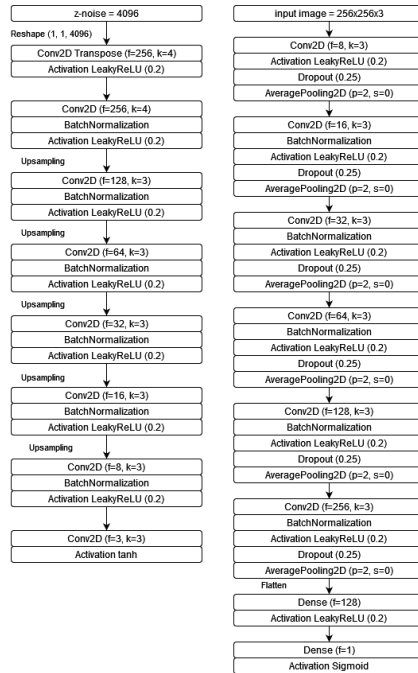 z-noise = 4096
Reshape (1, 1, 4096)
Conv2D Transpose (f=256, k=4)
Activation LeakyReLU (0.2)
Conv2D (f=256, k=4)
BatchNormalization
Activation LeakyReLU (0.2)
Upsampling
Conv2D (f=128, k=3)
BatchNormalization
Activation LeakyReLU (0.2)
Upsampling
Conv2D (f=64, k=3)
BatchNormalization
Activation LeakyReLU (0.2)
Upsampling
Conv2D (f=32, k=3)
BatchNormalization
Activation LeakyReLU (0.2)
Upsampling
Conv2D (f=16, k=3)
BatchNormalization
Activation LeakyReLU (0.2)
Upsampling
Conv2D (f=8, k=3)
BatchNormalization
Activation LeakyReLU (0.2)
Conv2D (f=3, k=3)
Activation tanh
input image = 256x256x3
Conv2D (f=8, k=3)
Activation LeakyReLU (0.2)
Dropout (0.25)
AveragePooling2D (p=2, s=0)
Conv2D (f=16, k=3)
BatchNormalization
Activation LeakyReLU (0.2)
Dropout (0.25)
AveragePooling2D (p=2, s=0)
Conv2D (f=32, k=3)
BatchNormalization
Activation LeakyReLU (0.2)
Dropout (0.25)
AveragePooling2D (p=2, s=0)
Conv2D (f=64, k=3)
BatchNormalization
Activation LeakyReLU (0.2)
Dropout (0.25)
AveragePooling2D (p=2, s=0)
Conv2D (f=128, k=3)
BatchNormalization
Activation LeakyReLU (0.2)
Dropout (0.25)
AveragePooling2D (p=2, s=0)
Conv2D (f=256, k=3)
BatchNormalization
Activation LeakyReLU (0.2)
Dropout (0.25)
AveragePooling2D (p=2, s=0)
Flatten
Dense (f=128)
Activation LeakyReLU (0.2)
Dense (f=1)
Activation Sigmoid